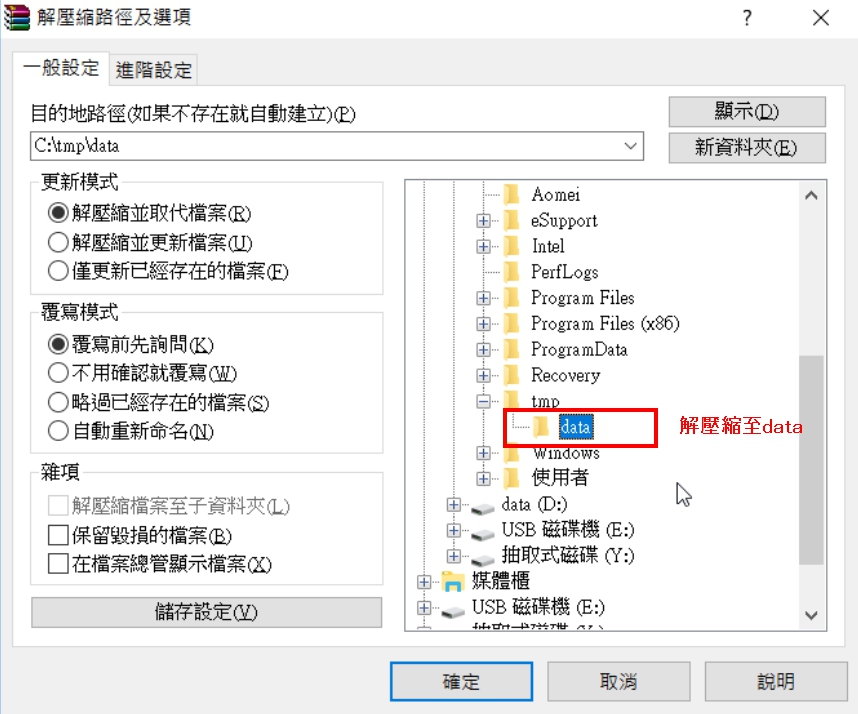 解壓縮路徑及選項
一般設定
進階設定
目的地路徑(如果不存在就自動建立)(P)
C:\tmp\data
顯示(D)
新資料夾(E)
更新模式
解壓縮並取代檔案(R)
解壓縮並更新檔案(U)
僅更新已經存在的檔案(F)
覆寫模式
覆寫前先詢問(K)
不用確認就覆寫(W)
略過已經存在的檔案(S)
自動重新命名(N)
雜項
解壓縮檔案至子資料夾(L)
保留毀損的檔案(B)
在檔案總管顯示檔案(X)
儲存設定(V)
Aomei
eSupport
Intel
PerfLogs
Program Files
Program Files (x86)
ProgramData
Recovery
tmp
data
解壓縮至data
Windows
使用者
data (D:)
USB 磁碟機 (E:)
抽取式磁碟 (Y:)
媒體櫃
USB 磁碟機 (E:)
確定
取消
說明